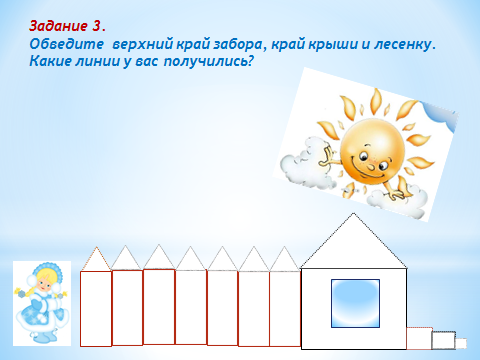 Задание 3.
Обведите верхний край забора, край крыши и лесенку.
Какие линии у вас получились?